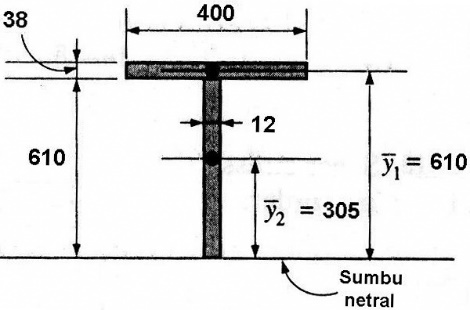 400
38
12
610
ȳ₁ = 610
ȳ₂ = 305
Sumbu
netral